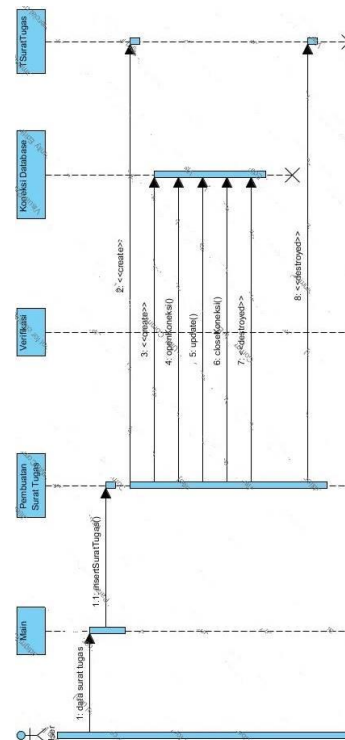 User
Main
Pembuatan
Surat Tugas
Verifikasi
Koneksi Database
TSuratTugas
1: data surat tugas
1.1: insertSuratTugas()
2: <<create>>
3: <<create>>
4: openKoneksi()
5: update()
6: closeKoneksi()
7: <<destroyed>>
8: <<destroyed>>